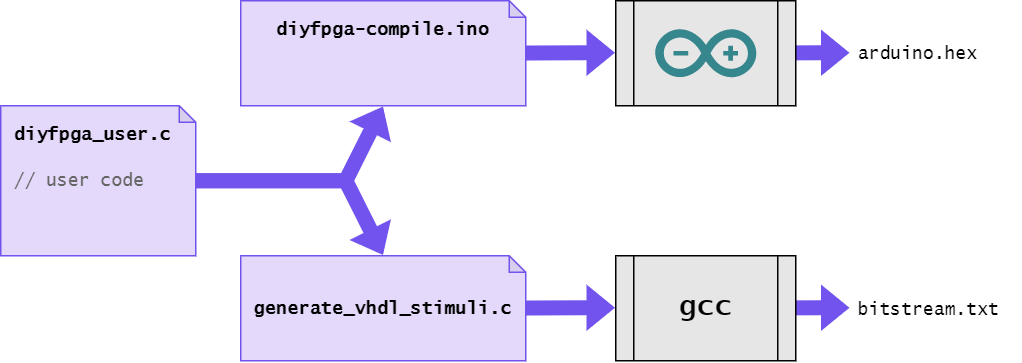 diyfpga-compile.ino
arduino.hex
diyfpga_user.c
// user code
generate_vhdl_stimuli.c
gcc
bitstream.txt